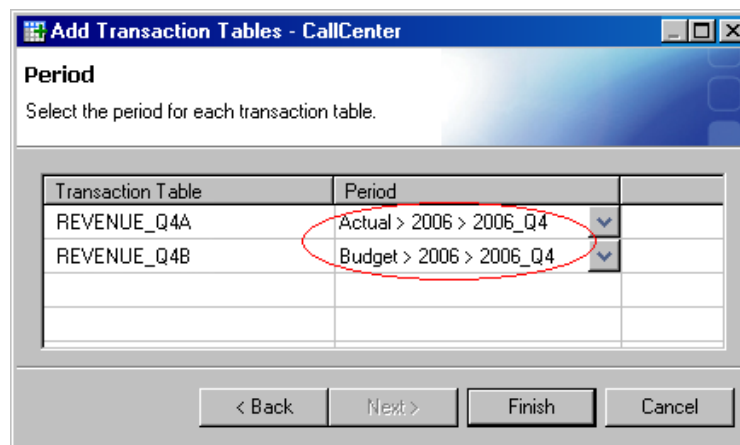 Add Transaction Tables - CallCenter
Period
Select the period for each transaction table.
Transaction Table Period
REVENUE_Q4A Actual > 2006 > 2006_Q4
REVENUE_Q4B Budget > 2006 > 2006_Q4
< Back Next > Finish Cancel